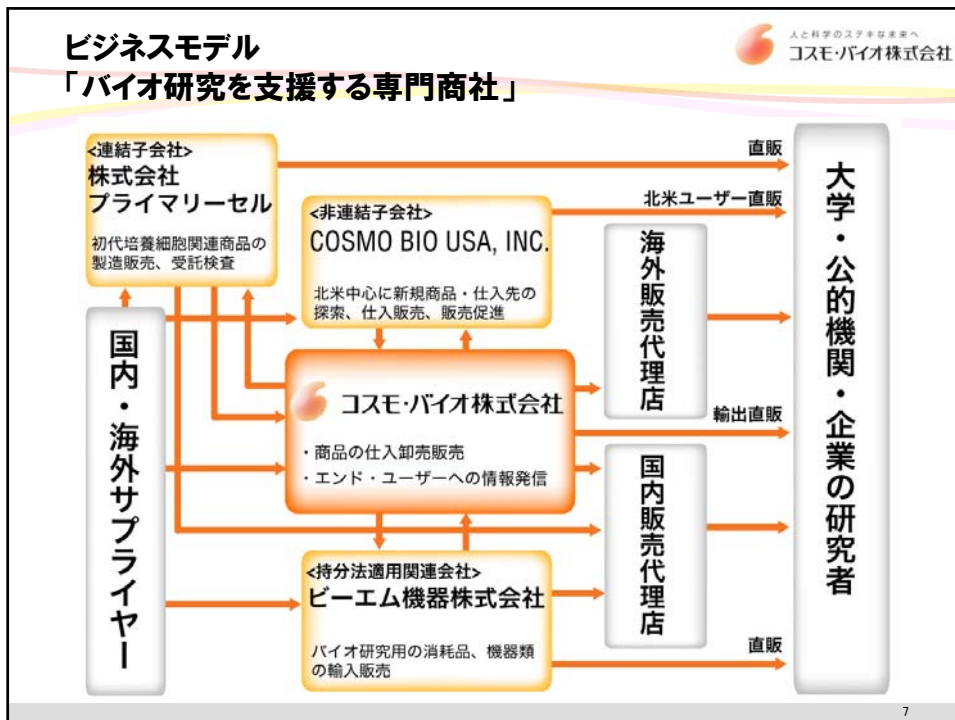 ビジネスモデル
「バイオ研究を支援する専門商社」
人と科学のステキな未来へ
コスモ・バイオ株式会社
<連結子会社>
株式会社
プライマリーセル
初代培養細胞関連商品の
製造販売、受託検査
直販
<非連結子会社>
COSMO BIO USA, INC.
北米中心に新規商品・仕入先の
探索、仕入販売、販売促進
北米ユーザー直販
海外販売代理店
大学・公的機関・企業の研究者
国内・海外サプライヤー
コスモ・バイオ株式会社
・商品の仕入卸売販売
・エンド・ユーザーへの情報発信
輸出直販
国内販売代理店
<持分法適用関連会社>
ビーエム機器株式会社
バイオ研究用の消耗品、機器類
の輸入販売
直販
7